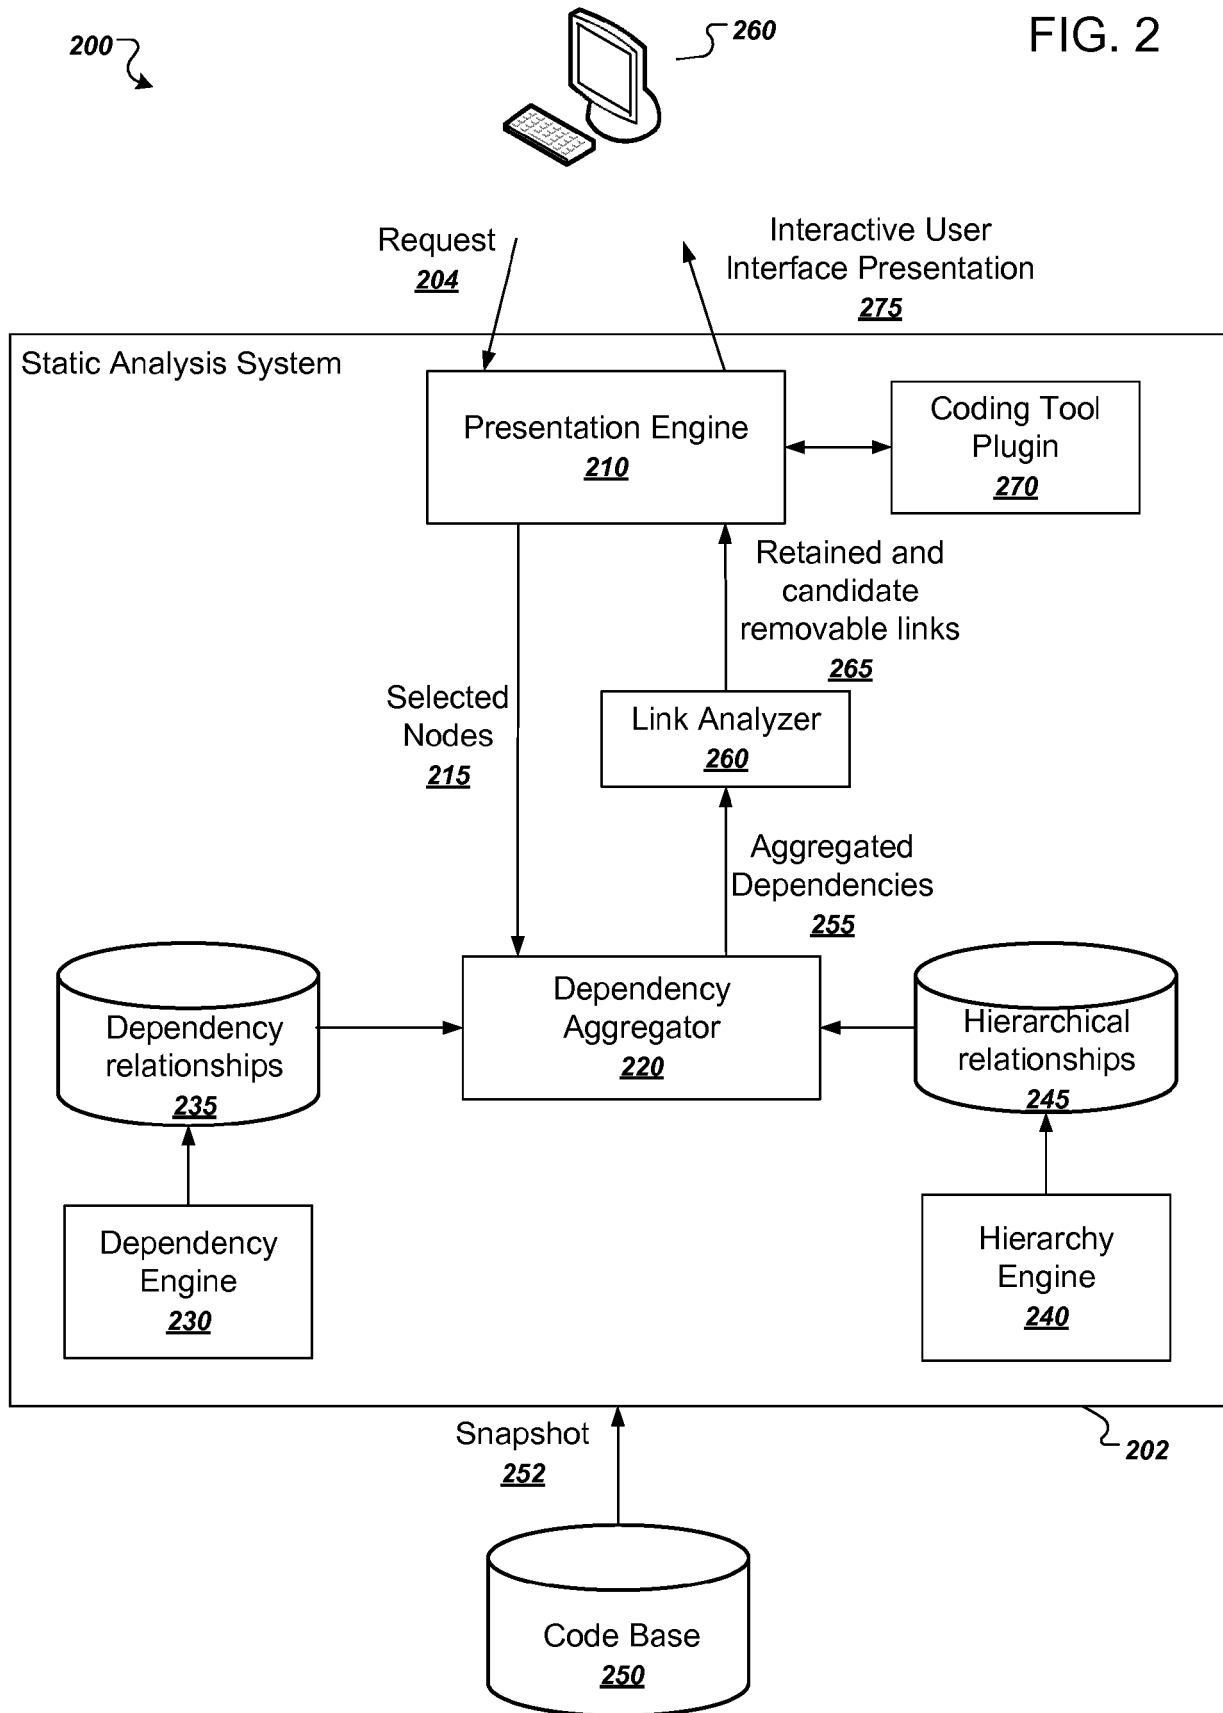 FIG. 2
200
260
Request
204
Interactive User
Interface Presentation
275
Static Analysis System
Presentation Engine
210
Coding Tool
Plugin
270
Retained and
candidate
removable links
265
Selected
Nodes
215
Link Analyzer
260
Aggregated
Dependencies
255
Dependency
relationships
235
Dependency
Aggregator
220
Hierarchical
relationships
245
Dependency
Engine
230
Hierarchy
Engine
240
Snapshot
252
202
Code Base
250